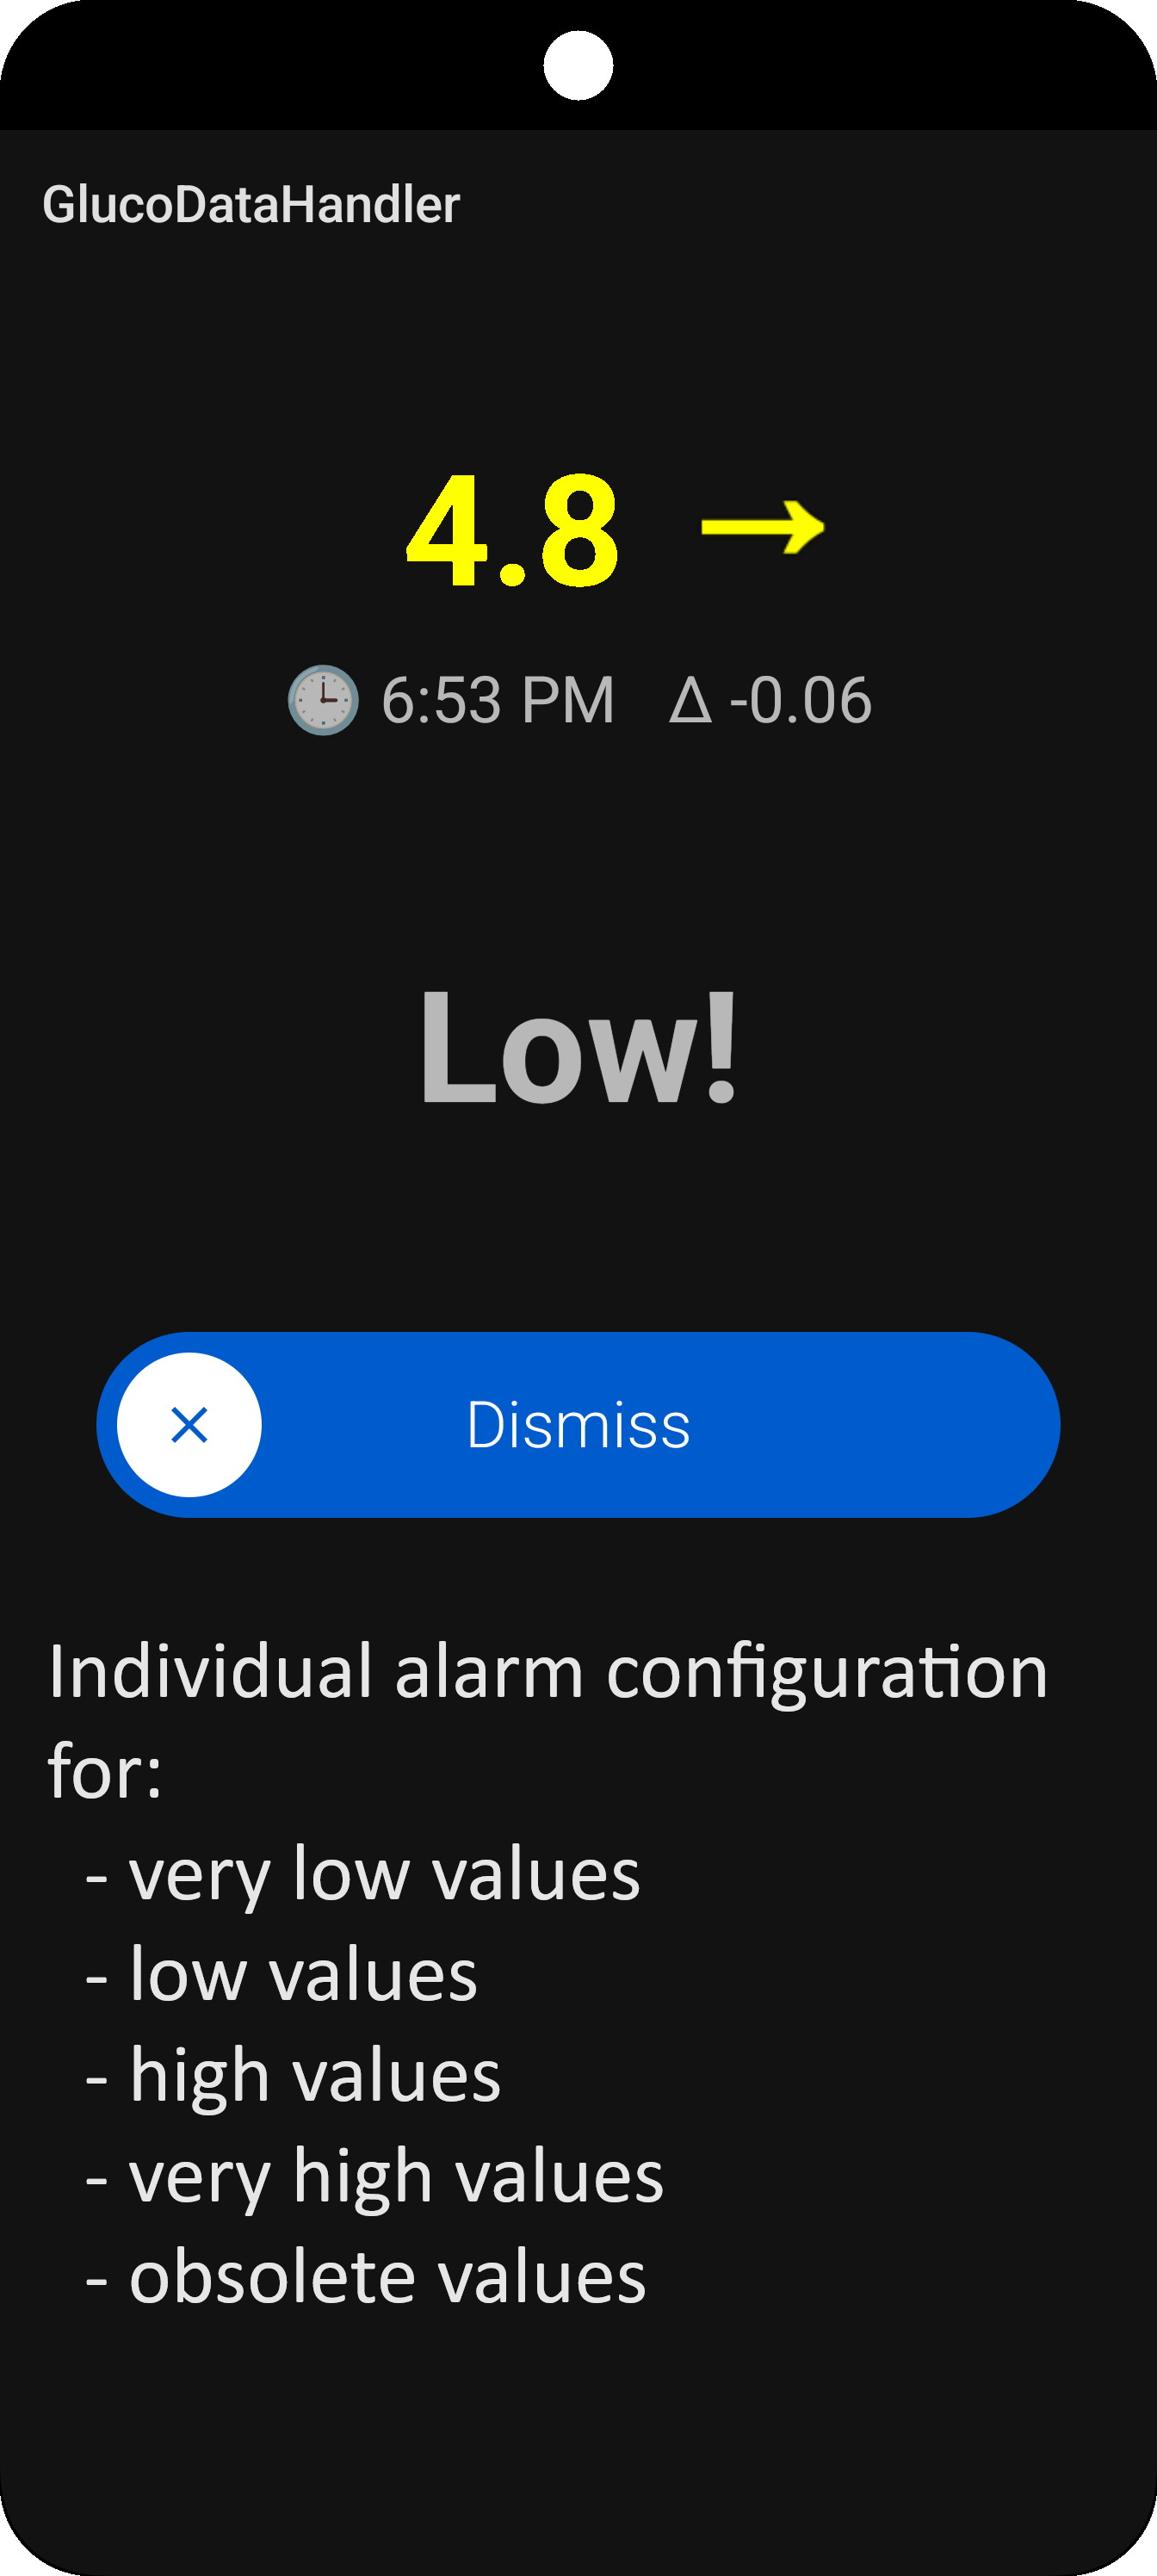 GlucoDataHandler
4.8 →
🕒 6:53 PM Δ -0.06
Low!
Dismiss
Individual alarm configuration
for:
- very low values
- low values
- high values
- very high values
- obsolete values